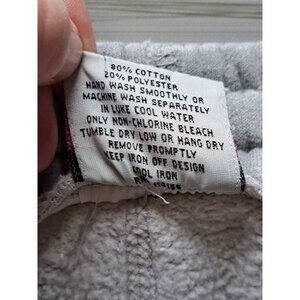 80% COTTON
20% POLYESTER
HAND WASH SMOOTHLY OR
MACHINE WASH SEPARATELY
IN LUKE COOL WATER
ONLY NON-CHLORINE BLEACH
TUMBLE DRY LOW OR HANG DRY
REMOVE PROMPTLY
KEEP IRON OFF DESIGN
COOL IRON